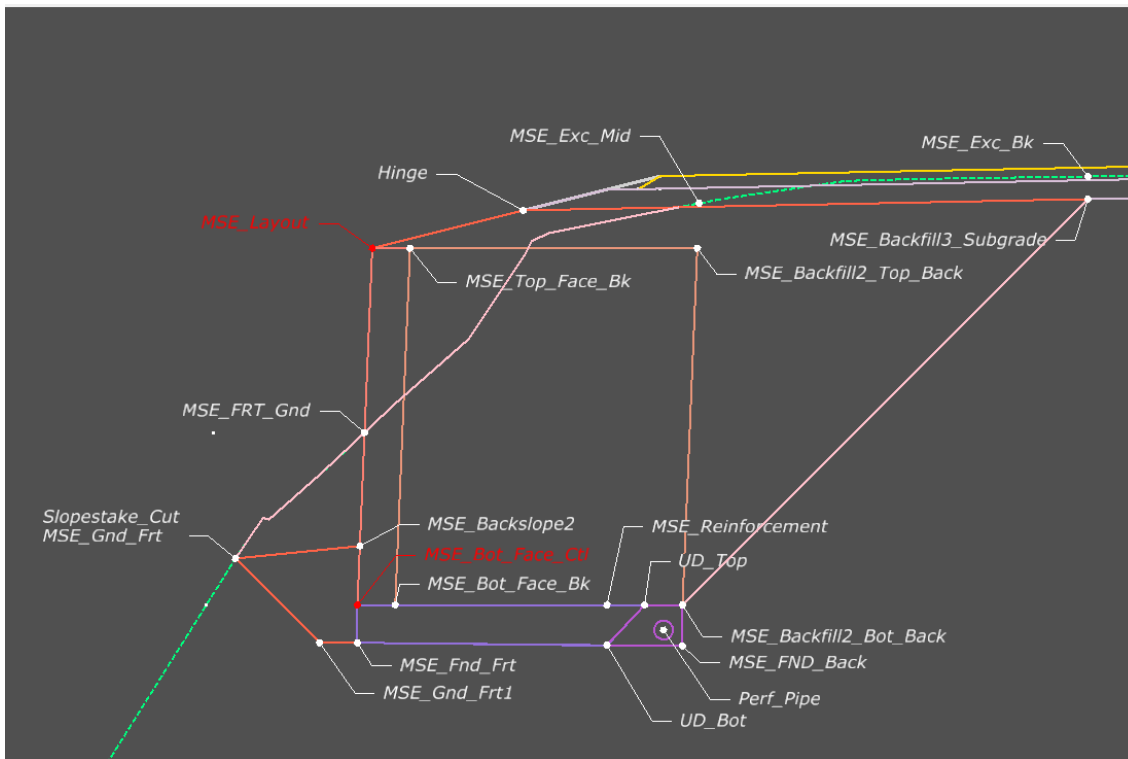 MSE_Exc_Mid
MSE_Exc_Bk
Hinge
MSE_Layout
MSE_Backfill3_Subgrade
MSE_Top_Face_Bk
MSE_Backfill2_Top_Back
MSE_FRT_Gnd
Slopestake_Cut
MSE_Gnd_Frt
MSE_Backslope2
MSE_Reinforcement
MSE_Bot_Face_Ctl
UD_Top
MSE_Bot_Face_Bk
MSE_Backfill2_Bot_Back
MSE_Fnd_Frt
MSE_FND_Back
MSE_Gnd_Frt1
Perf_Pipe
UD_Bot